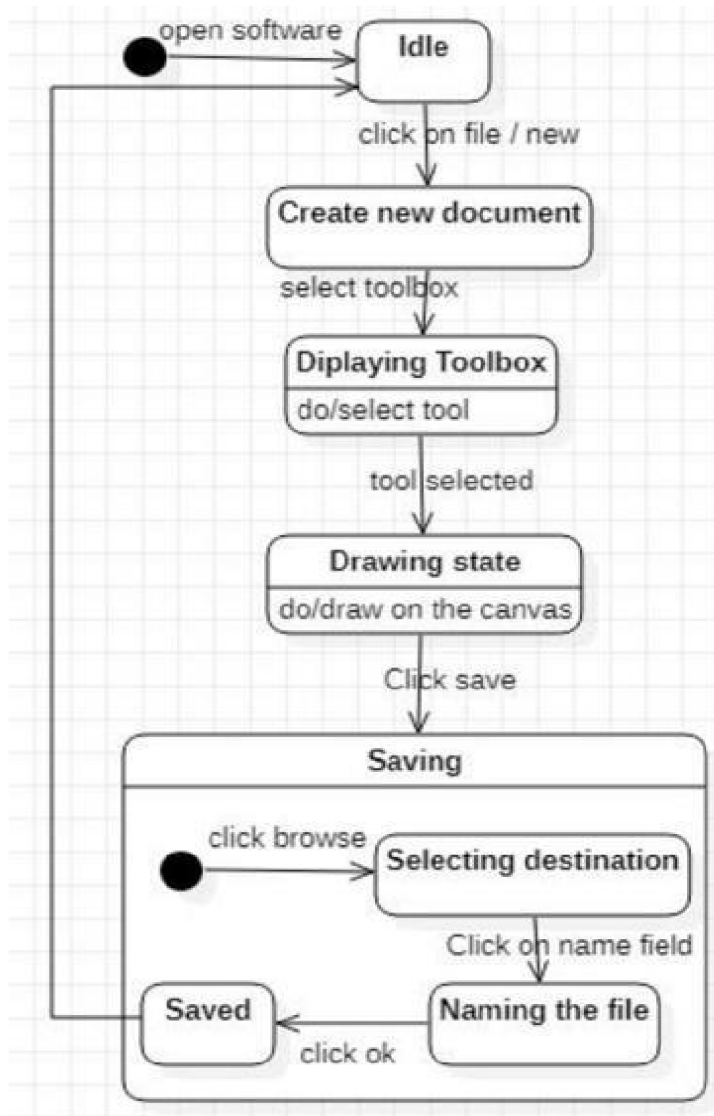 open software
Idle
click on file / new
Create new document
select toolbox
Diplaying Toolbox
do/select tool
tool selected
Drawing state
do/draw on the canvas
Click save
Saving
click browse
Selecting destination
Click on name field
Saved
Naming the file
click ok